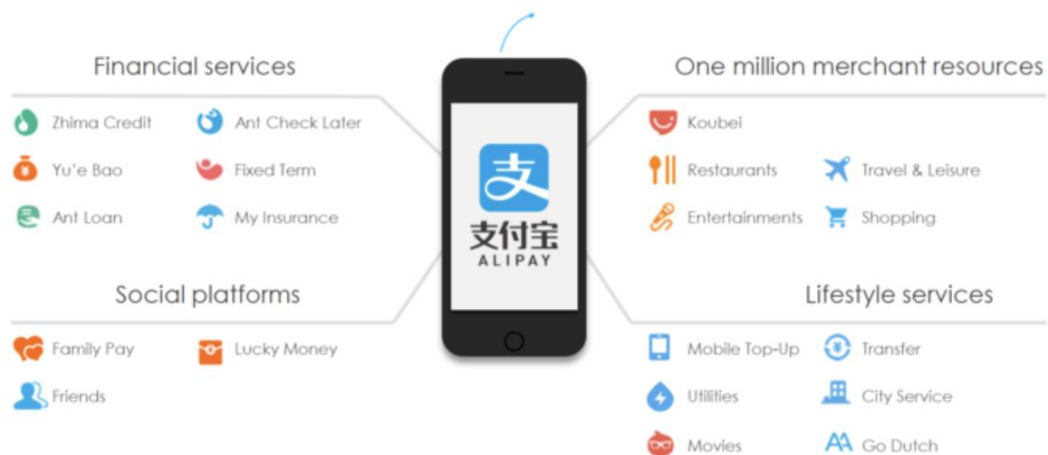 Financial services
Zhima Credit
Ant Check Later
Yu'e Bao
Fixed Term
Ant Loan
My Insurance
One million merchant resources
Koubei
Restaurants
Travel & Leisure
Entertainments
Shopping
支
支付宝
ALIPAY
Social platforms
Family Pay
Lucky Money
Friends
Lifestyle services
Mobile Top-Up
Transfer
Utilities
City Service
Movies
Go Dutch